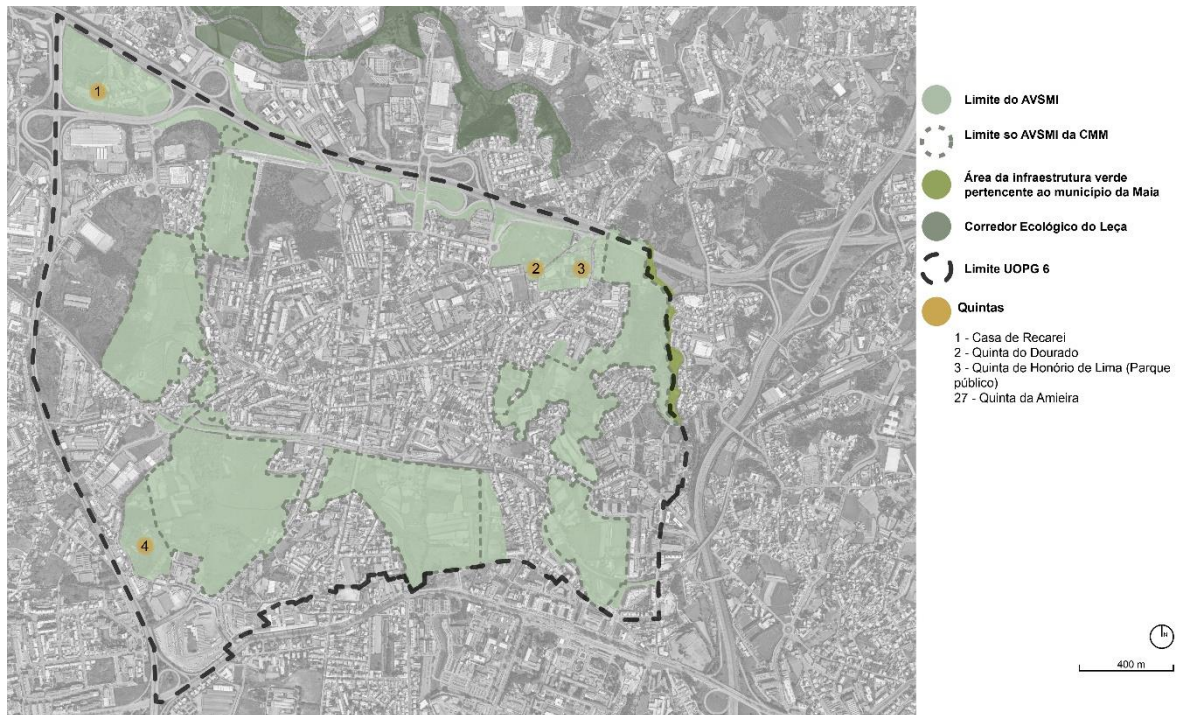 1
2
3
4
Limite do AVSMI
Limite so AVSMI da CMM
Área da infraestrutura verde
pertencente ao município da Maia
Corredor Ecológico do Leça
Limite UOPG 6
Quintas
1 - Casa de Recarei
2 - Quinta do Dourado
3 - Quinta de Honório de Lima (Parque
público)
27 - Quinta da Amieira
N
400 m